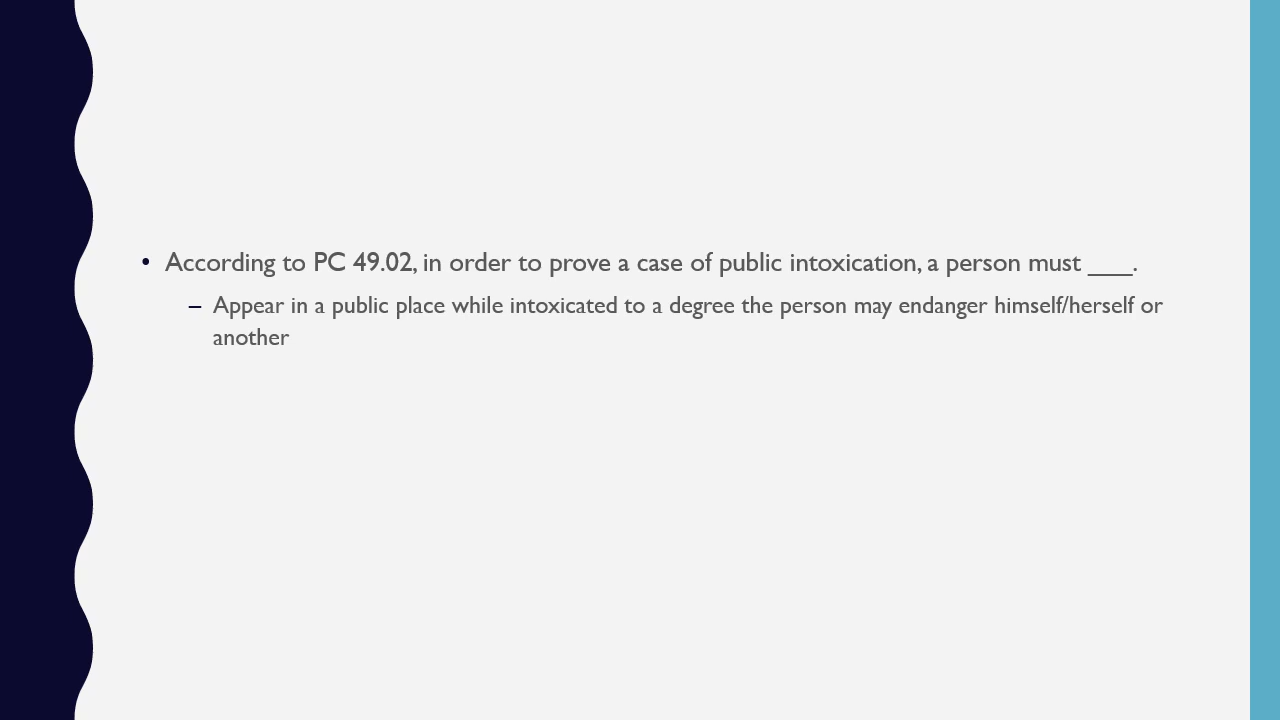 • According to PC 49.02, in order to prove a case of public intoxication, a person must ___.
– Appear in a public place while intoxicated to a degree the person may endanger himself/herself or
another